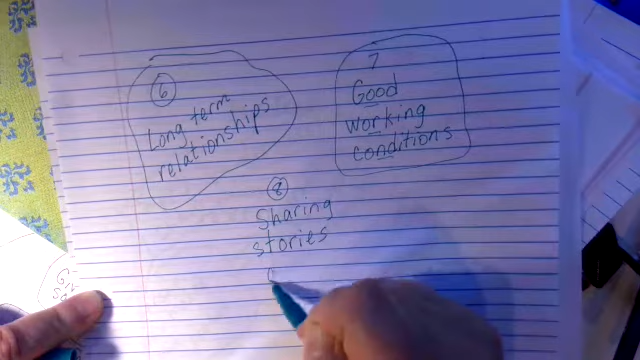 6
Long term
relationships
7
Good
working
conditions
8
Sharing
stories